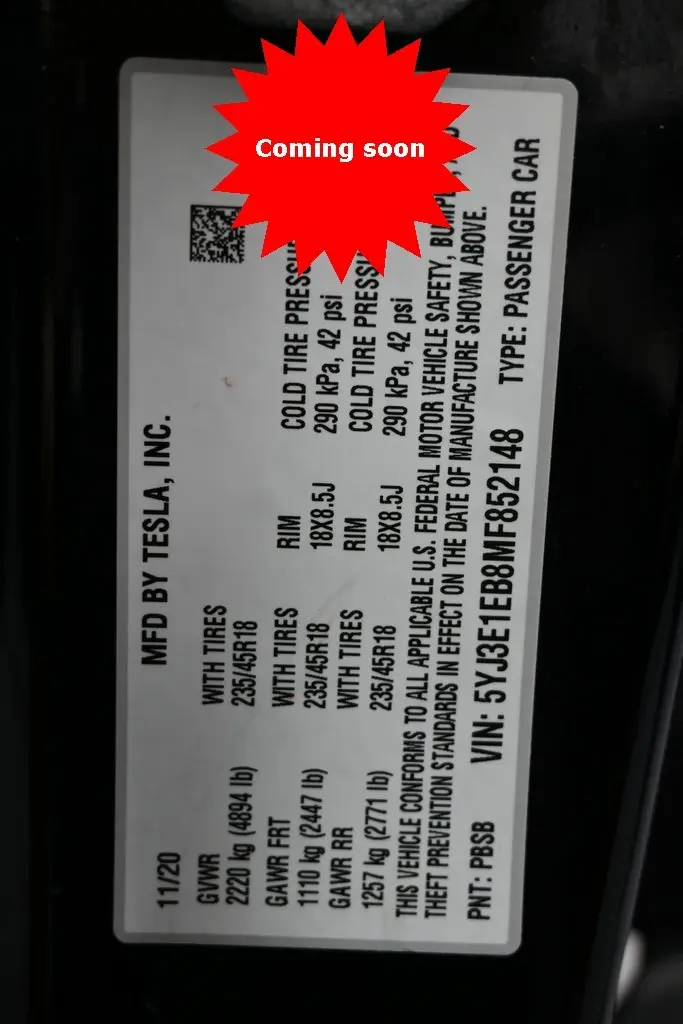 Coming soon
MFD BY TESLA, INC.
11/20
GVWR
2220 kg (4894 lb)
WITH TIRES
235/45R18
GAWR FRT
1110 kg (2447 lb)
WITH TIRES
235/45R18
RIM
18X8.5J
COLD TIRE
290 kPa, 42 psi
GAWR RR
1257 kg (2771 lb)
WITH TIRES
235/45R18
RIM
18X8.5J
COLD TIRE
290 kPa, 42 psi
THIS VEHICLE CONFORMS TO ALL APPLICABLE U.S. FEDERAL MOTOR VEHICLE SAFETY,
THEFT PREVENTION STANDARDS IN EFFECT ON THE DATE OF MANUFACTURE SHOWN ABOVE.
PNT: PBSB VIN: 5YJ3E1EB8MF852148 TYPE: PASSENGER CAR